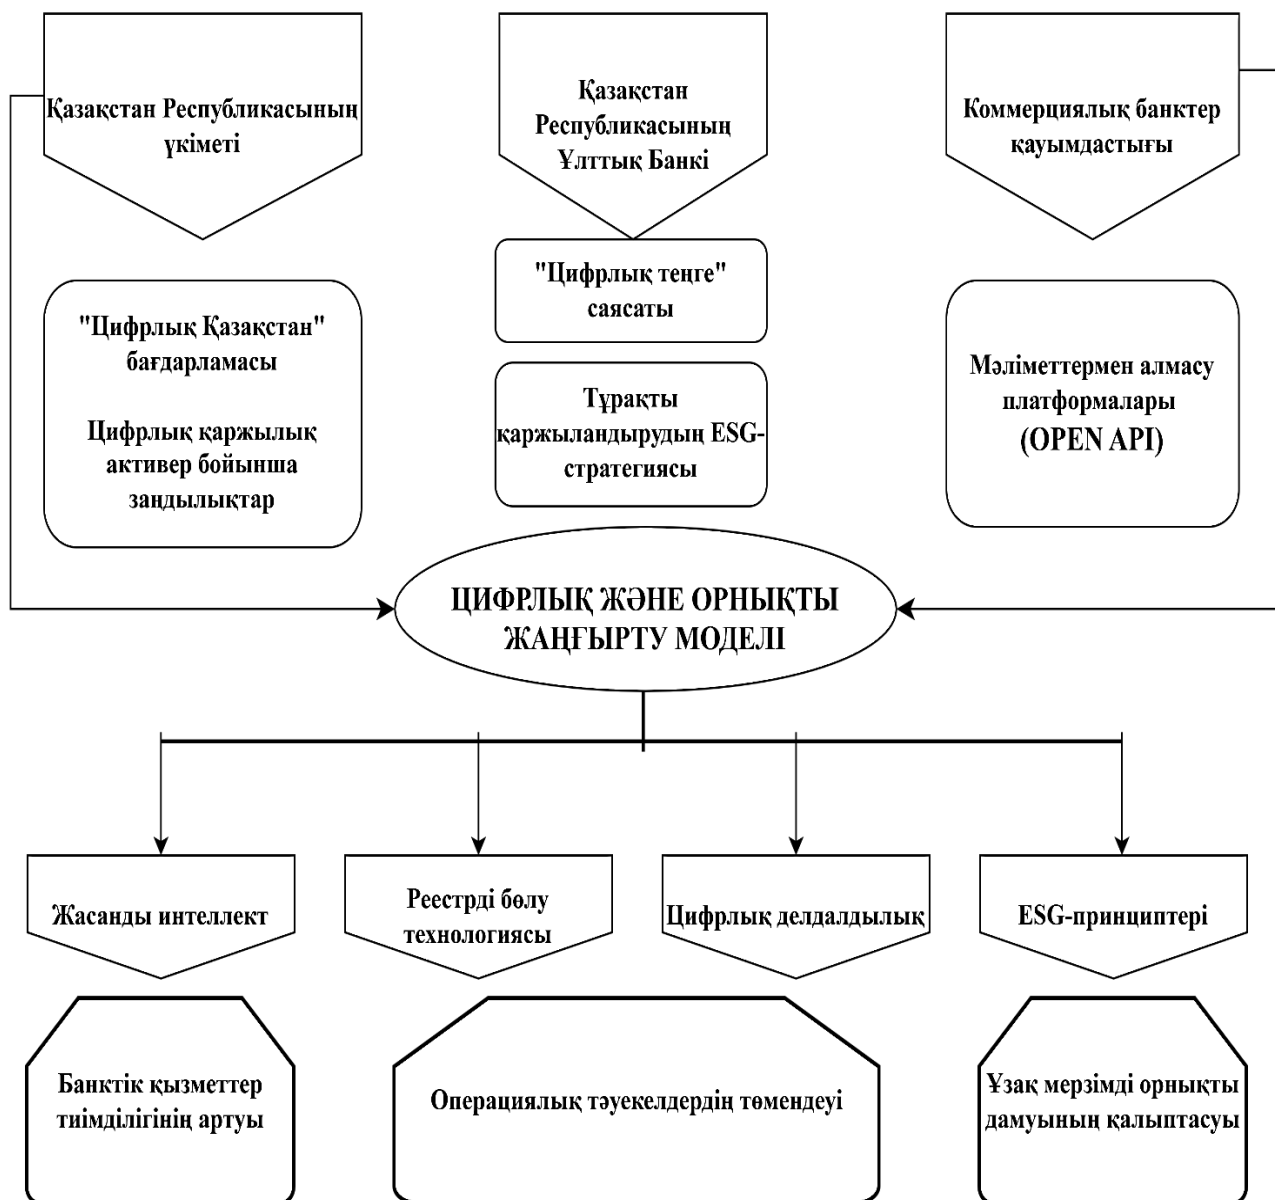 Қазақстан Республикасының
үкіметі
Қазақстан
Республикасының
Ұлттық Банкі
Коммерциялық банктер
қауымдастығы
"Цифрлық Қазақстан"
бағдарламасы
Цифрлық қаржылық
активер бойынша
заңдылықтар
"Цифрлық теңге"
саясаты
Тұрақты
қаржыландырудың ESG-
стратегиясы
Мәліметтермен алмасу
платформалары
(OPEN API)
ЦИФРЛЫҚ ЖӘНЕ ОРНЫҚТЫ
ЖАҢҒЫРТУ МОДЕЛІ
Жасанды интеллект
Реестрді бөлу
технологиясы
Цифрлық делдалдылық
ESG-принциптері
Банктік қызметтер
тиімділігінің артуы
Операциялық тәуекелдердің төмендеуі
Ұзақ мерзімді орнықты
дамуының қалыптасуы